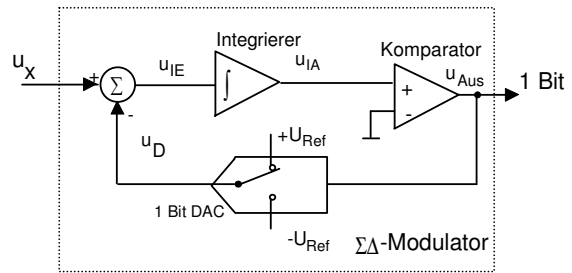 Integrierer
Komparator
u_X
+
Σ
-
u_IE
∫
u_IA
+
-
u_Aus
1 Bit
u_D
+U_Ref
1 Bit DAC
-U_Ref
ΣΔ-Modulator